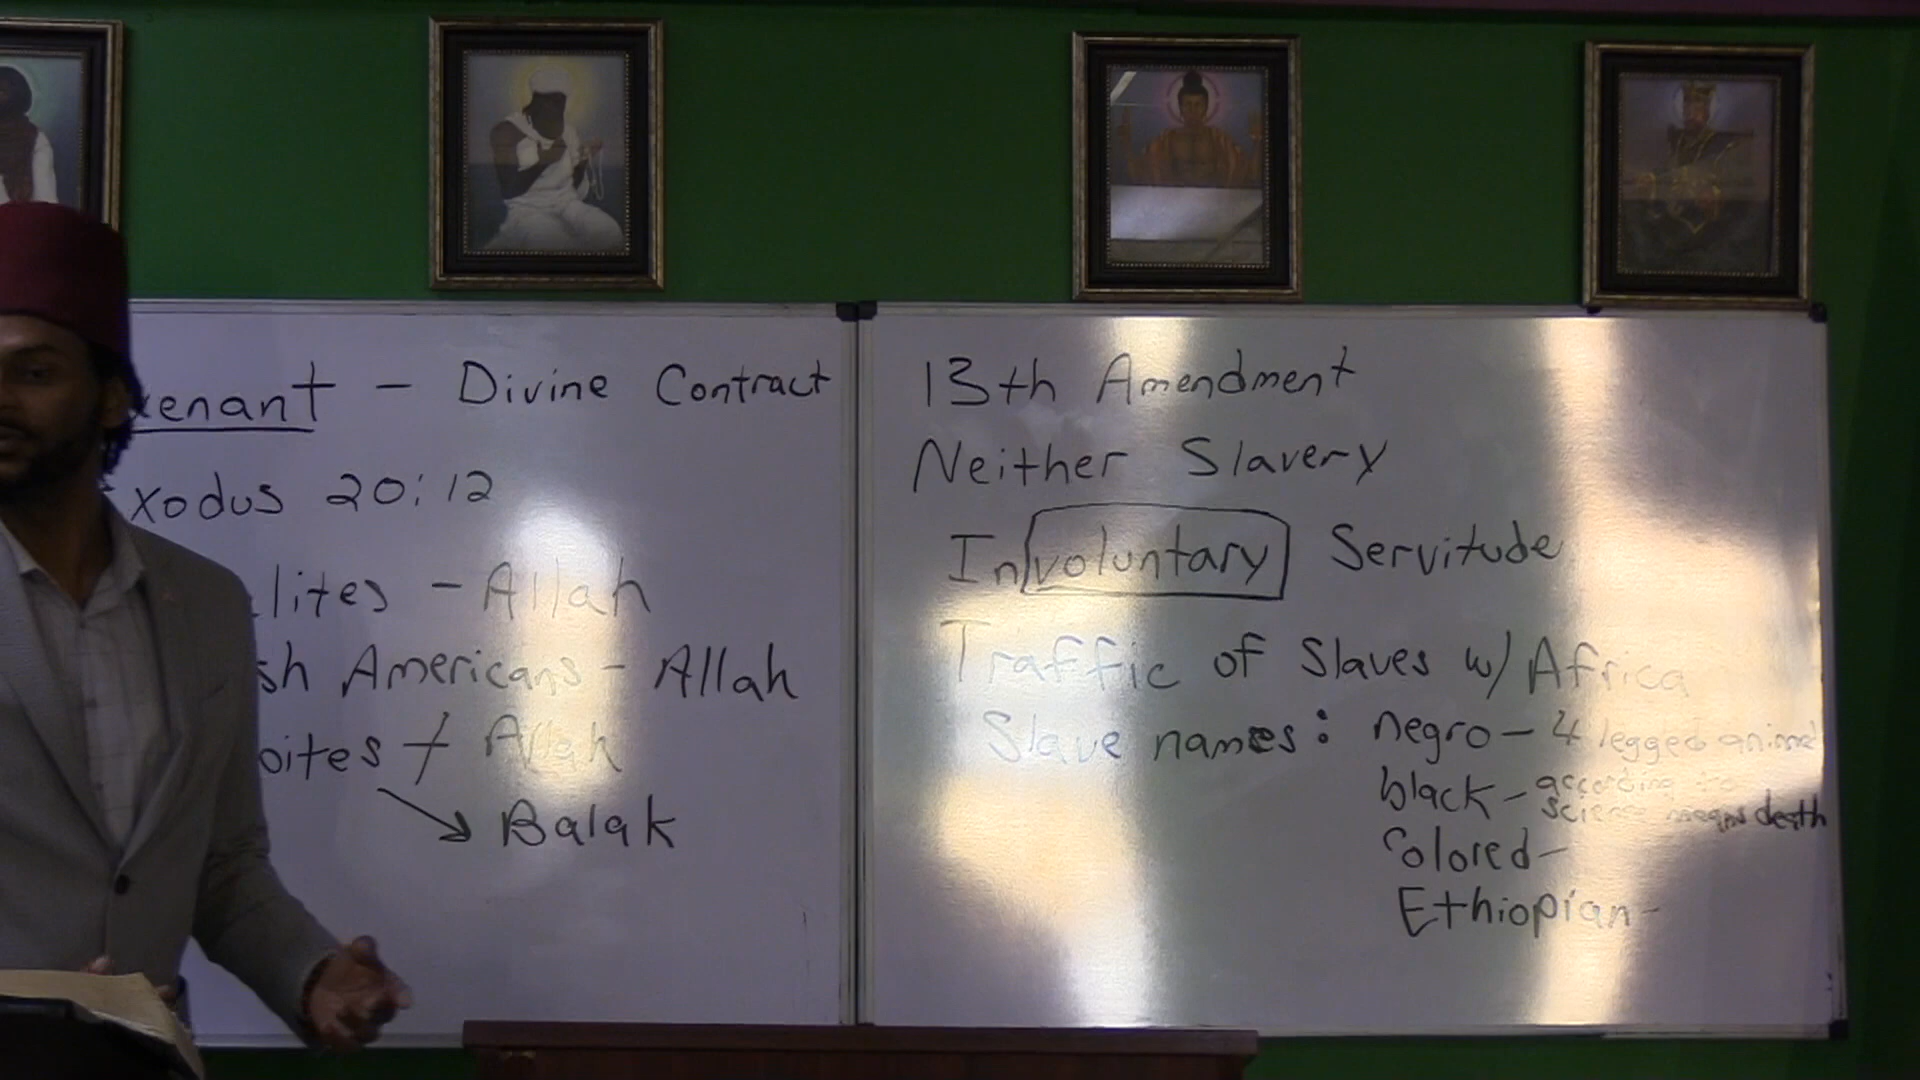 venant - Divine Contract
xodus 20:12
lites - Allah
sh Americans - Allah
oites ≠ Allah
→ Balak
13th Amendment
Neither Slavery
Involuntary Servitude
Traffic of Slaves w/ Africa
Slave names: negro - 4 legged animal
black - according to science means death
Colored -
Ethiopian -